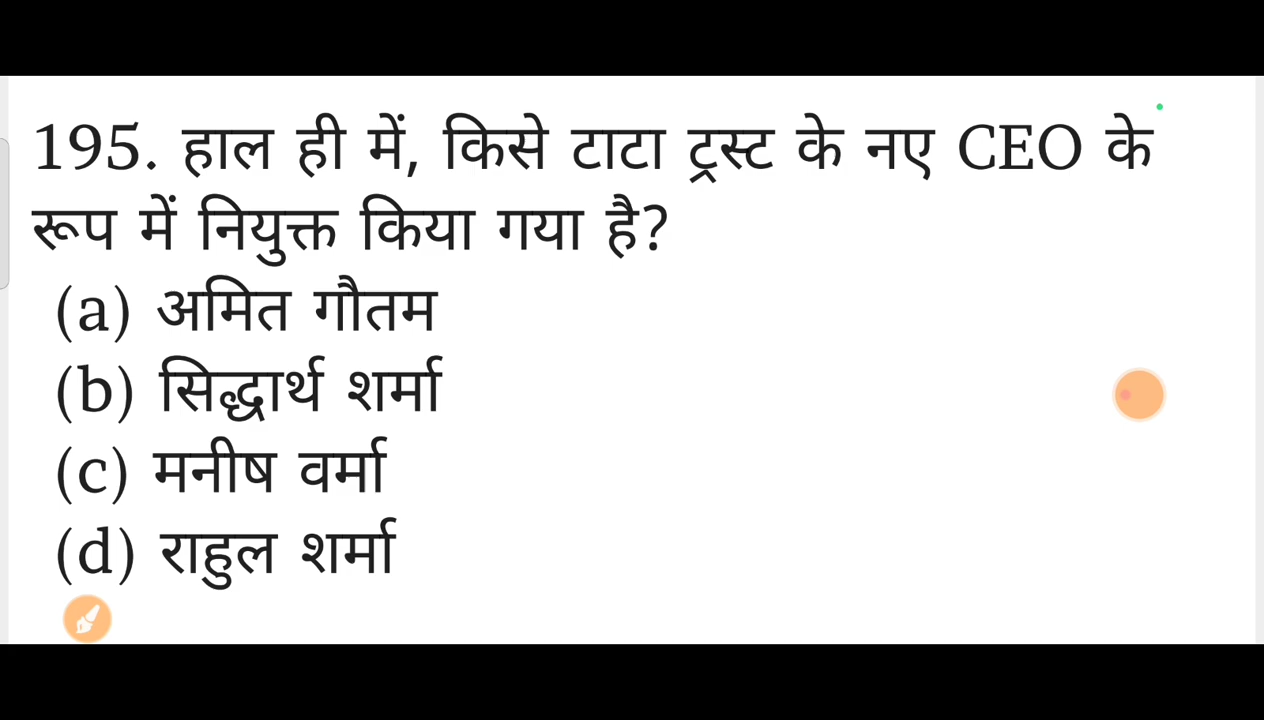 195. हाल ही में, किसे टाटा ट्रस्ट के नए CEO के
रूप में नियुक्त किया गया है?
(a) अमित गौतम
(b) सिद्धार्थ शर्मा
(c) मनीष वर्मा
(d) राहुल शर्मा